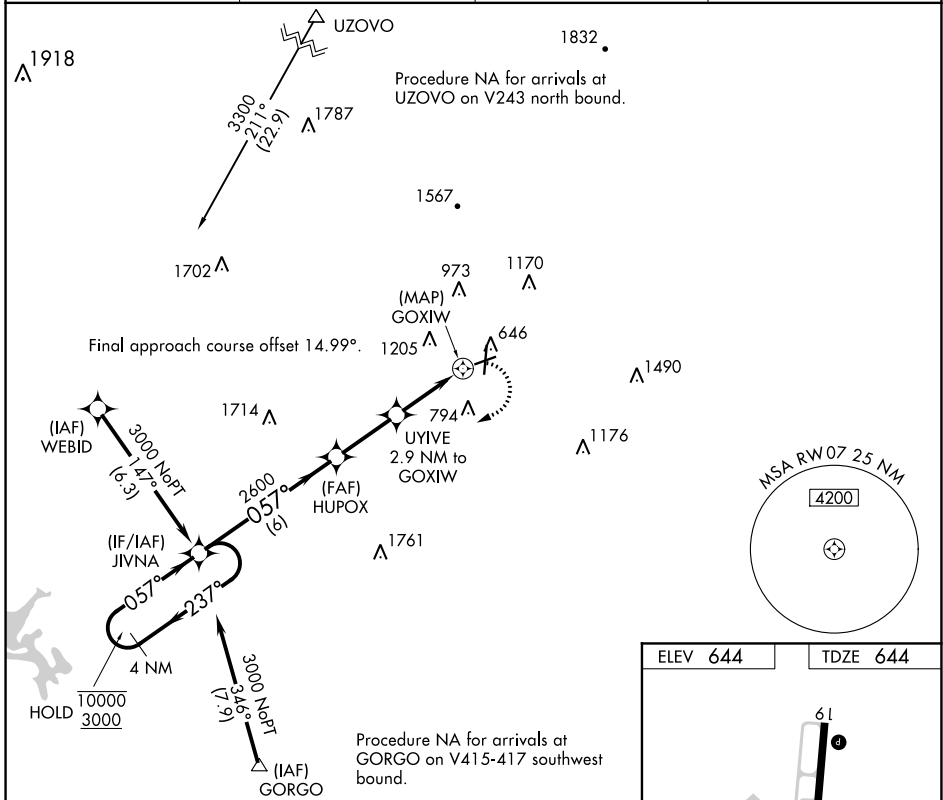 UZOVO
1832
1918
Procedure NA for arrivals at
UZOVO on V243 north bound.
3300
211°
(22.9)
1787
1567
1702
973
1170
(MAP)
GOXIW
646
1205
Final approach course offset 14.99°.
1490
1714
794
(IAF)
WEBID
UYIVE
2.9 NM to
GOXIW
1176
3000 NoPT
147°
(6.3)
2600
057°
(6)
(FAF)
HUPOX
MSA RW07 25 NM
4200
(IF/IAF)
JIVNA
1761
057°
237°
4 NM
HOLD
10000
3000
3000 NoPT
346°
(7.9)
ELEV 644
TDZE 644
19
P
Procedure NA for arrivals at
GORGO on V415-417 southwest
bound.
(IAF)
GORGO